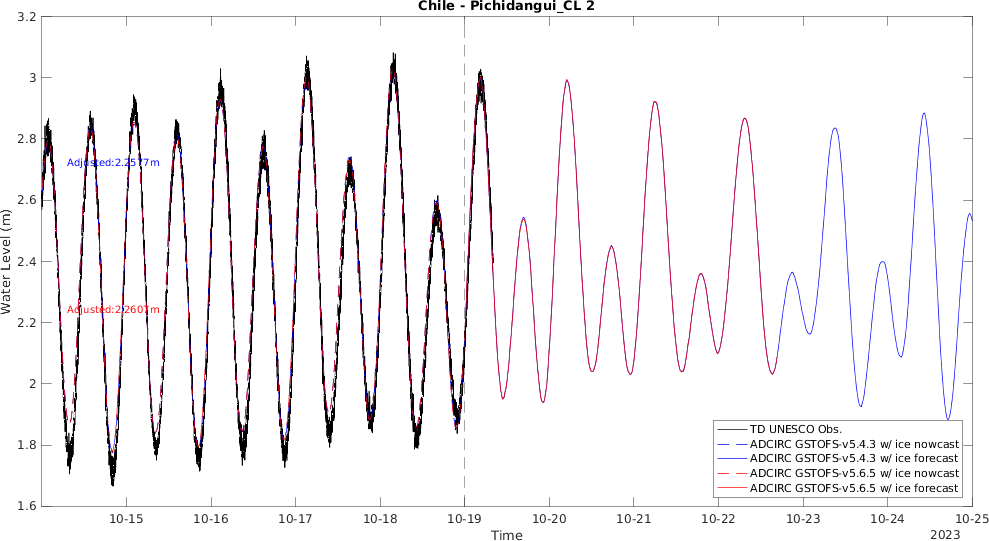 Chile - Pichidangui_CL 2
3.2
3
2.8
2.6
2.4
2.2
2
1.8
1.6
Water Level (m)
Adjusted:2.2577m
Adjusted:2.2607m
TD UNESCO Obs.
ADCIRC GSTOFS-v5.4.3 w/ ice nowcast
ADCIRC GSTOFS-v5.4.3 w/ ice forecast
ADCIRC GSTOFS-v5.6.5 w/ ice nowcast
ADCIRC GSTOFS-v5.6.5 w/ ice forecast
10-15 10-16 10-17 10-18 10-19 10-20 10-21 10-22 10-23 10-24 10-25
Time
2023